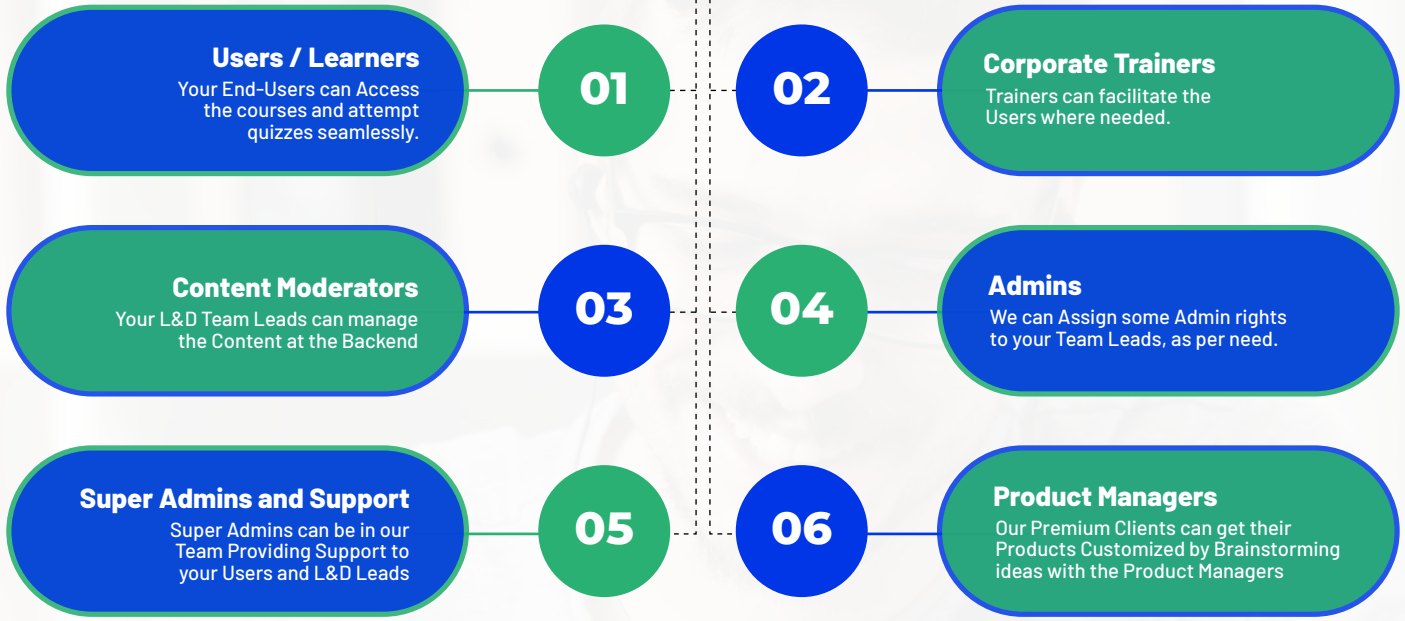 Users / Learners
Your End-Users can Access
the courses and attempt
quizzes seamlessly.
01
02
Corporate Trainers
Trainers can facilitate the
Users where needed.
Content Moderators
Your L&D Team Leads can manage
the Content at the Backend
03
04
Admins
We can Assign some Admin rights
to your Team Leads, as per need.
Super Admins and Support
Super Admins can be in our
Team Providing Support to
your Users and L&D Leads
05
06
Product Managers
Our Premium Clients can get their
Products Customized by Brainstorming
ideas with the Product Managers